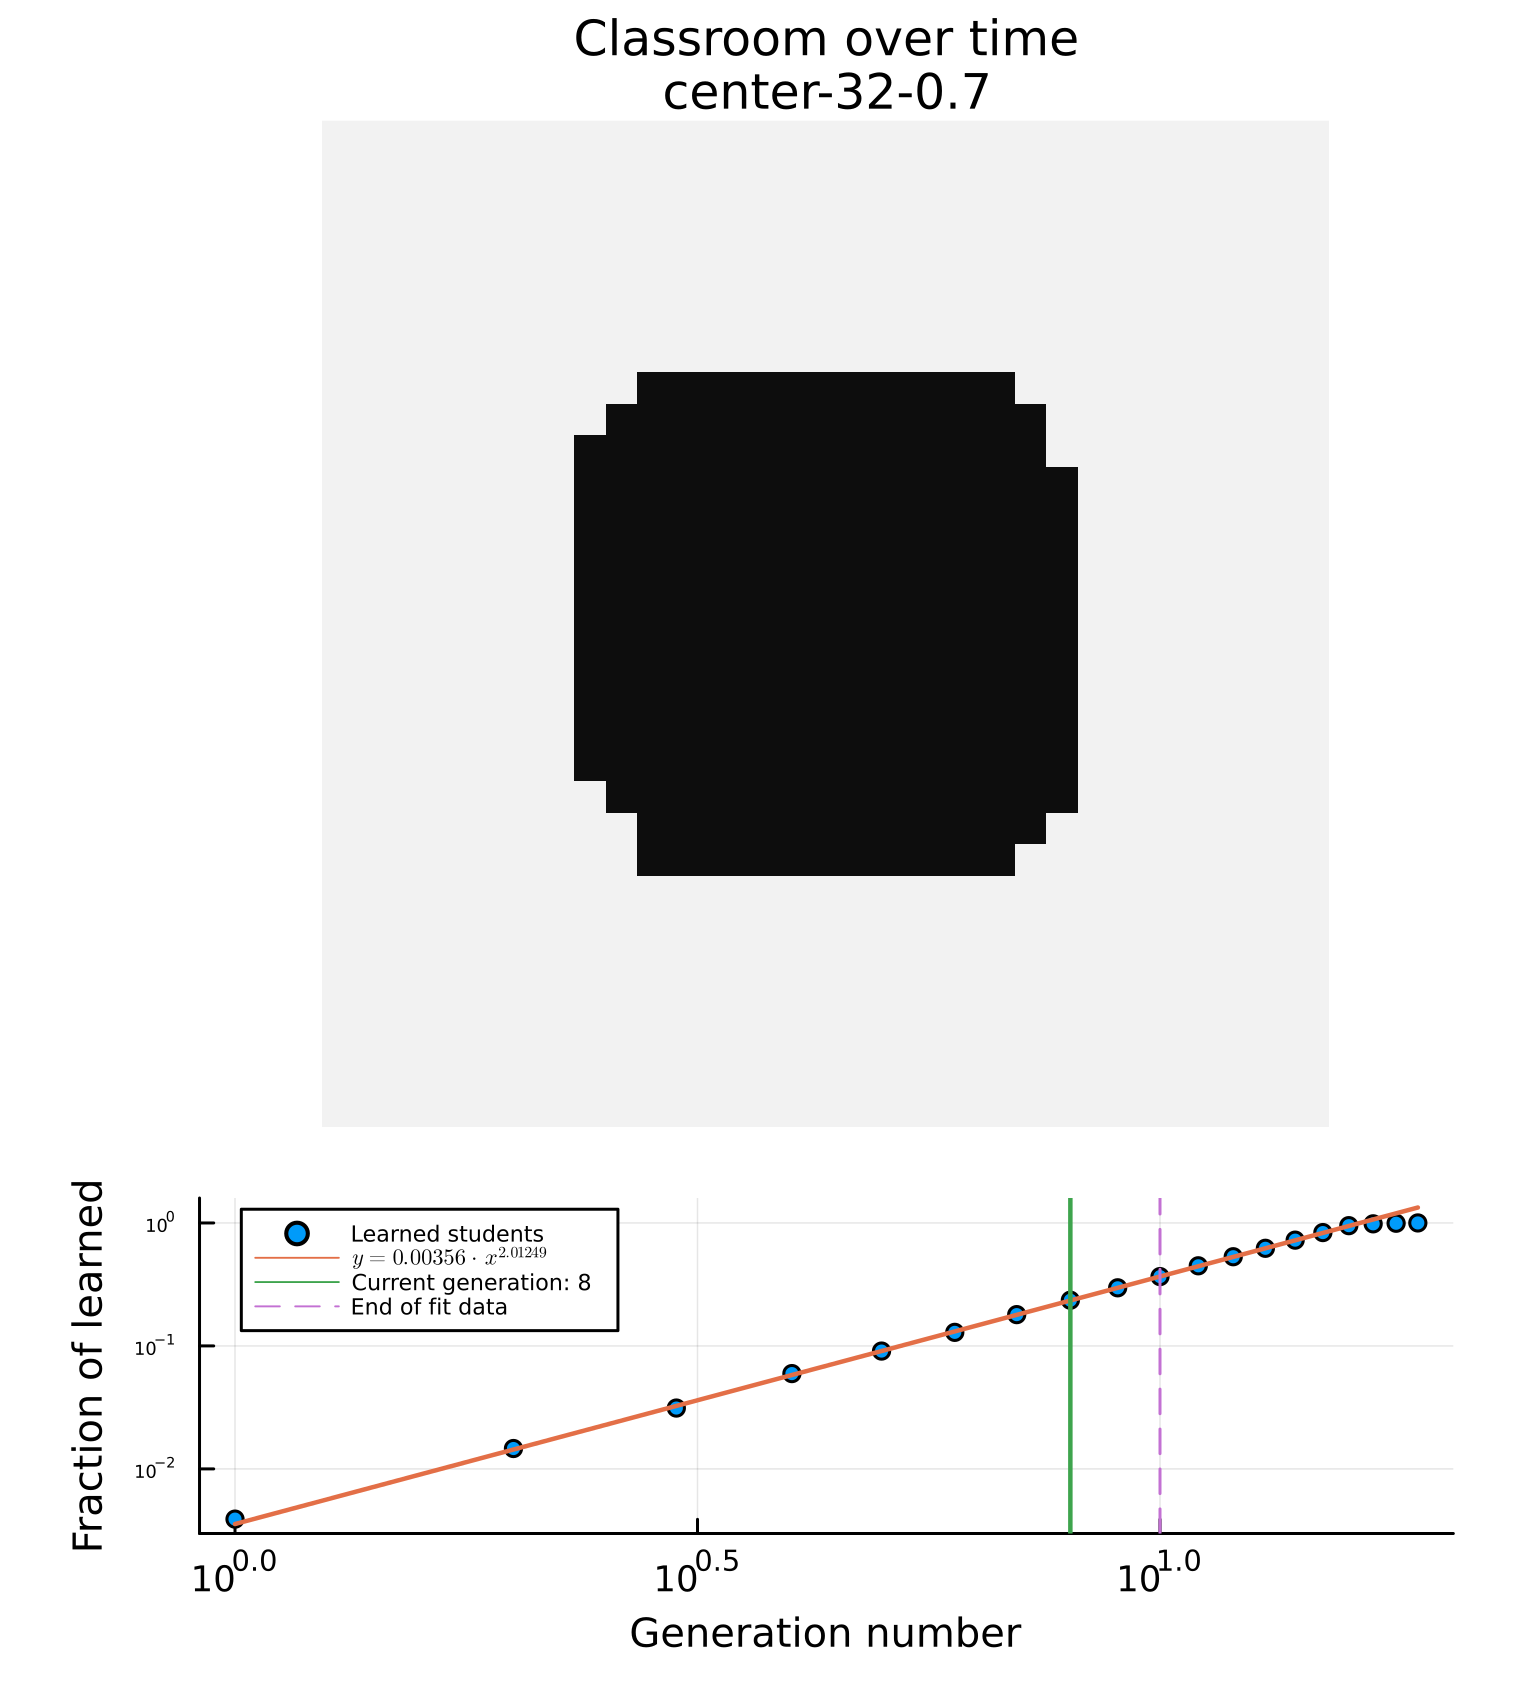 Classroom over time
center-32-0.7
Fraction of learned
10^0
10^-1
10^-2
Learned students
y = 0.00356 · x^2.01249
Current generation: 8
End of fit data
10^0.0 10^0.5 10^1.0
Generation number